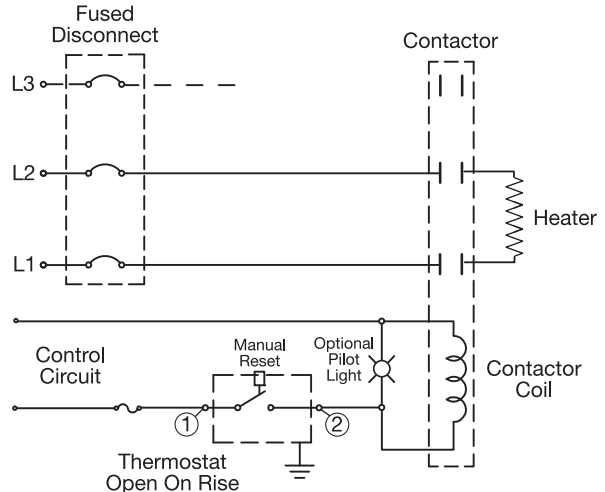 Fused
Disconnect
Contactor
L3
L2
Heater
L1
Control
Circuit
Manual
Reset
Optional
Pilot
Light
Contactor
Coil
1
2
Thermostat
Open On Rise